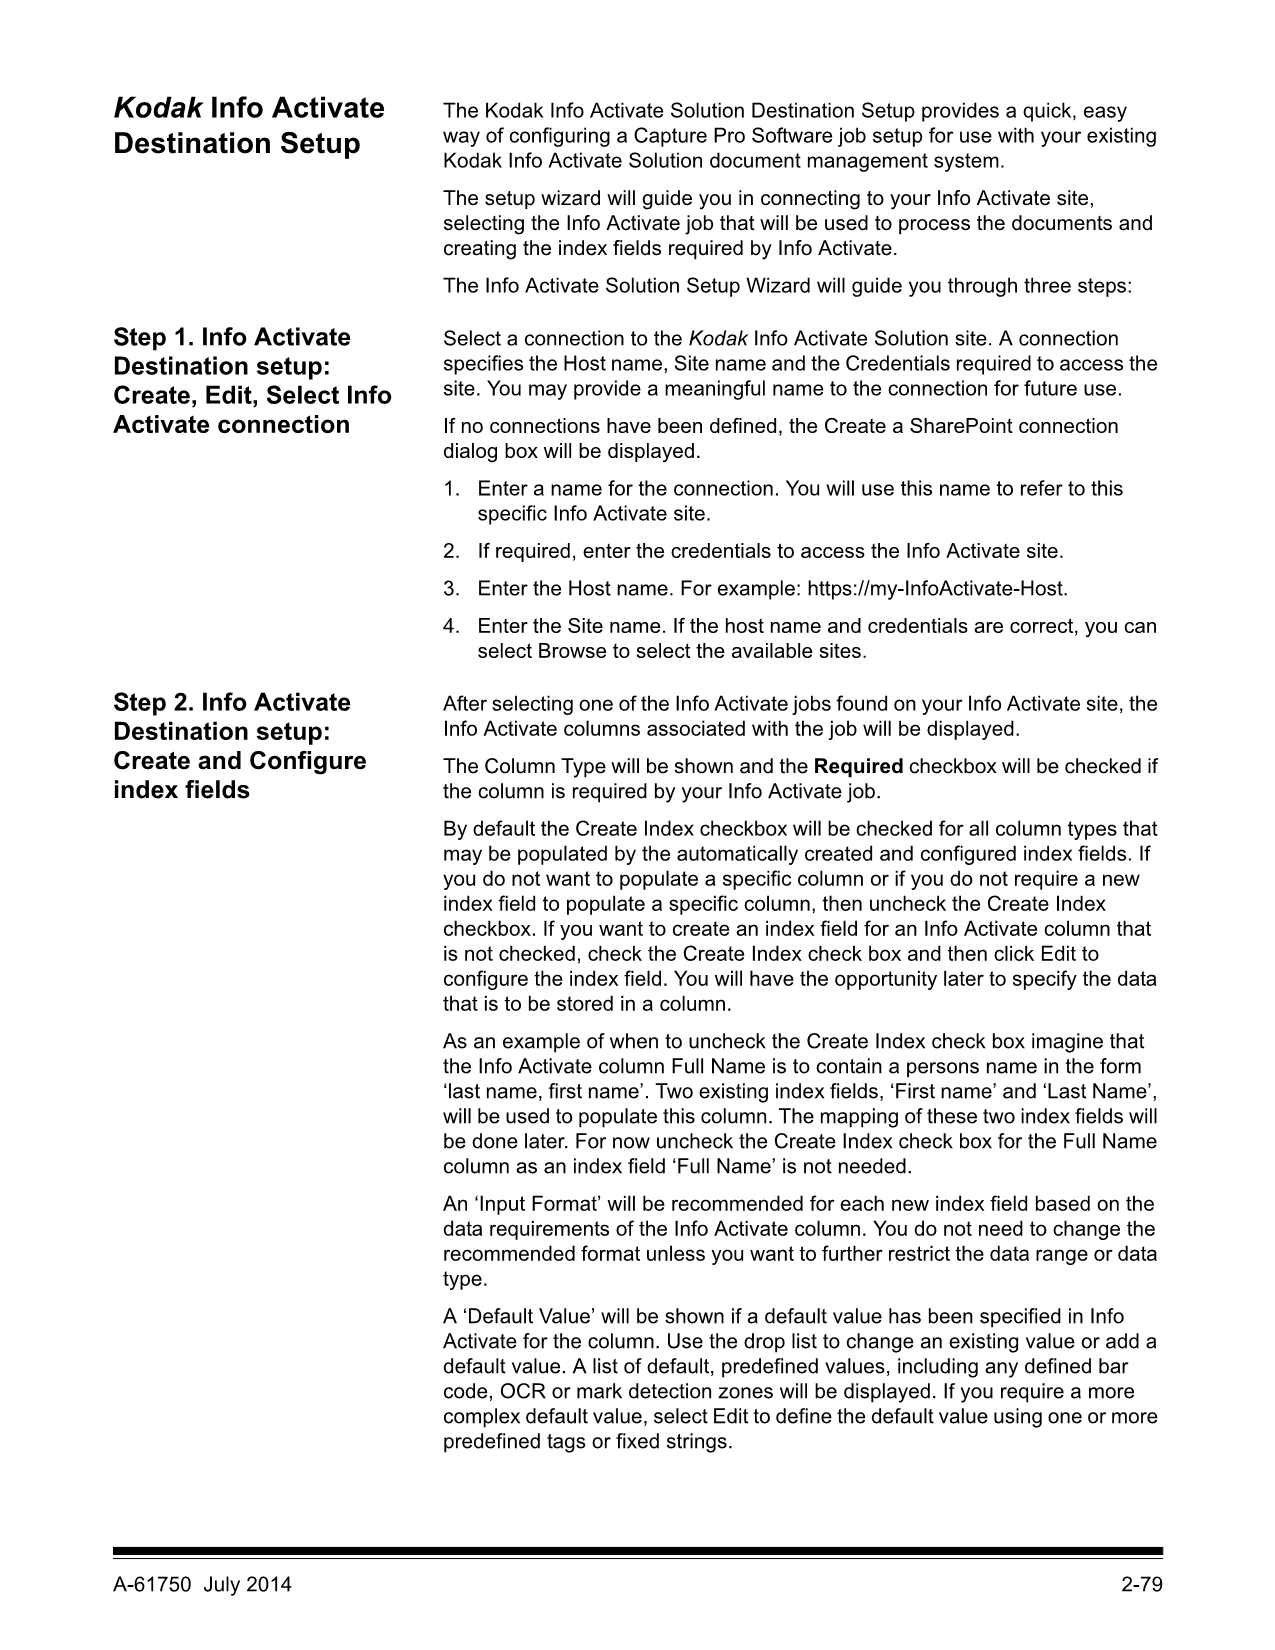 Kodak Info Activate
Destination Setup
The Kodak Info Activate Solution Destination Setup provides a quick, easy
way of configuring a Capture Pro Software job setup for use with your existing
Kodak Info Activate Solution document management system.
The setup wizard will guide you in connecting to your Info Activate site,
selecting the Info Activate job that will be used to process the documents and
creating the index fields required by Info Activate.
The Info Activate Solution Setup Wizard will guide you through three steps:
Step 1. Info Activate
Destination setup:
Create, Edit, Select Info
Activate connection
Select a connection to the Kodak Info Activate Solution site. A connection
specifies the Host name, Site name and the Credentials required to access the
site. You may provide a meaningful name to the connection for future use.
If no connections have been defined, the Create a SharePoint connection
dialog box will be displayed.
1. Enter a name for the connection. You will use this name to refer to this
specific Info Activate site.
2. If required, enter the credentials to access the Info Activate site.
3. Enter the Host name. For example: https://my-InfoActivate-Host.
4. Enter the Site name. If the host name and credentials are correct, you can
select Browse to select the available sites.
Step 2. Info Activate
Destination setup:
Create and Configure
index fields
After selecting one of the Info Activate jobs found on your Info Activate site, the
Info Activate columns associated with the job will be displayed.
The Column Type will be shown and the Required checkbox will be checked if
the column is required by your Info Activate job.
By default the Create Index checkbox will be checked for all column types that
may be populated by the automatically created and configured index fields. If
you do not want to populate a specific column or if you do not require a new
index field to populate a specific column, then uncheck the Create Index
checkbox. If you want to create an index field for an Info Activate column that
is not checked, check the Create Index check box and then click Edit to
configure the index field. You will have the opportunity later to specify the data
that is to be stored in a column.
As an example of when to uncheck the Create Index check box imagine that
the Info Activate column Full Name is to contain a persons name in the form
‘last name, first name’. Two existing index fields, ‘First name’ and ‘Last Name’,
will be used to populate this column. The mapping of these two index fields will
be done later. For now uncheck the Create Index check box for the Full Name
column as an index field ‘Full Name’ is not needed.
An ‘Input Format’ will be recommended for each new index field based on the
data requirements of the Info Activate column. You do not need to change the
recommended format unless you want to further restrict the data range or data
type.
A ‘Default Value’ will be shown if a default value has been specified in Info
Activate for the column. Use the drop list to change an existing value or add a
default value. A list of default, predefined values, including any defined bar
code, OCR or mark detection zones will be displayed. If you require a more
complex default value, select Edit to define the default value using one or more
predefined tags or fixed strings.
A-61750 July 2014
2-79